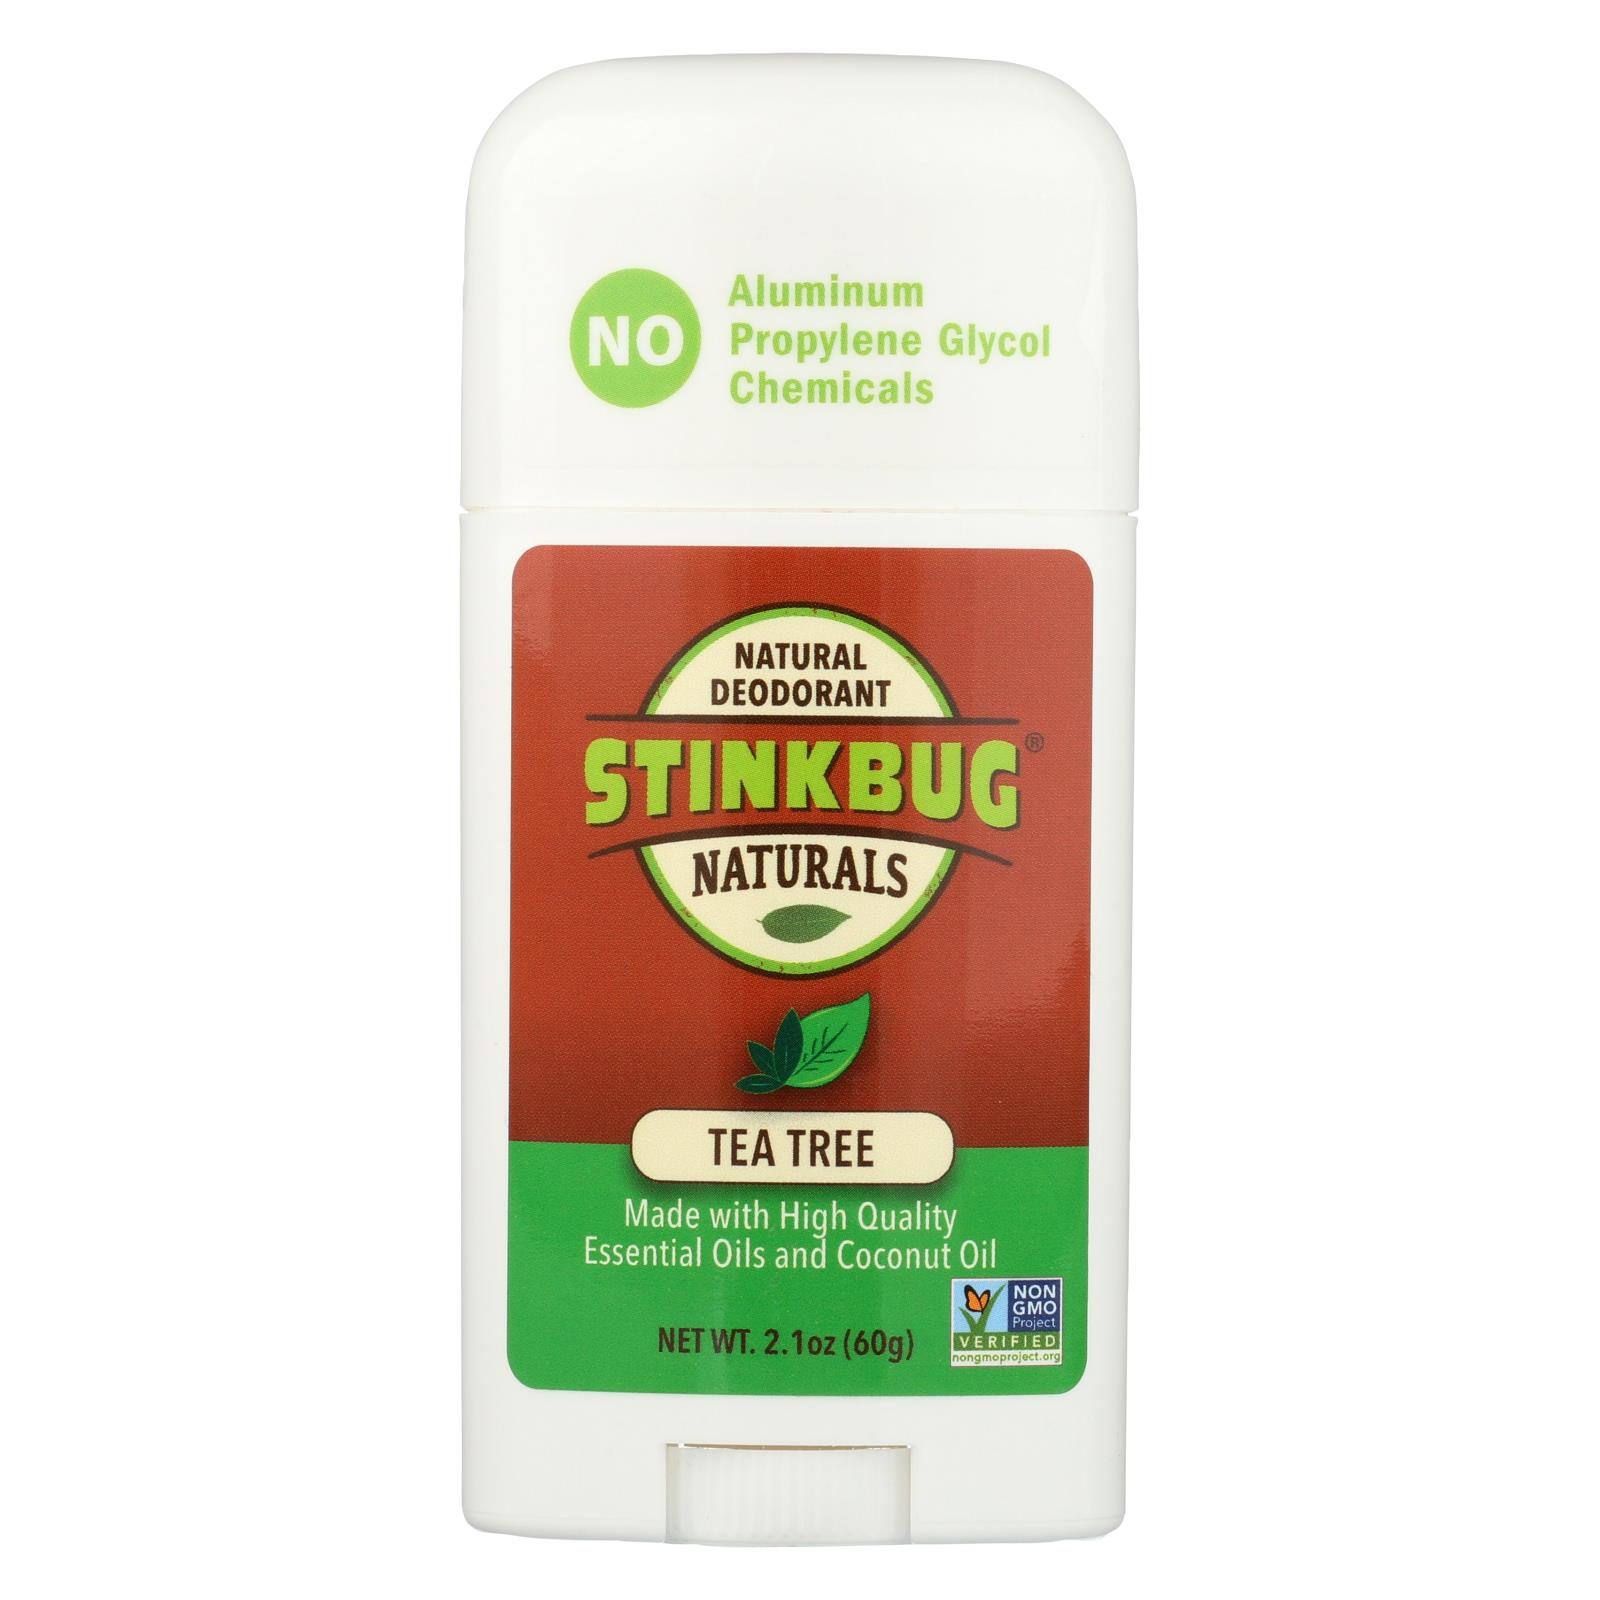 NO
Aluminum
Propylene Glycol
Chemicals
NATURAL
DEODORANT
STINKBUG®
NATURALS
TEA TREE
Made with High Quality
Essential Oils and Coconut Oil
NET WT. 2.1oz (60g)
NON
GMO
Project
VERIFIED
nongmoproject.org